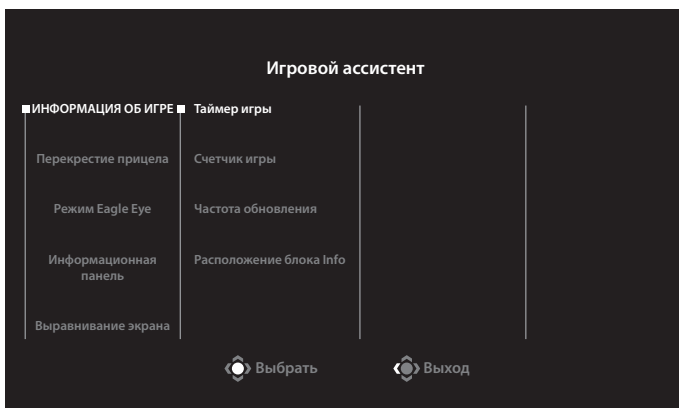 Игровой ассистент
ИНФОРМАЦИЯ ОБ ИГРЕ
Таймер игры
Перекрестие прицела
Счетчик игры
Режим Eagle Eye
Частота обновления
Информационная
панель
Расположение блока Info
Выравнивание экрана
Выбрать
Выход